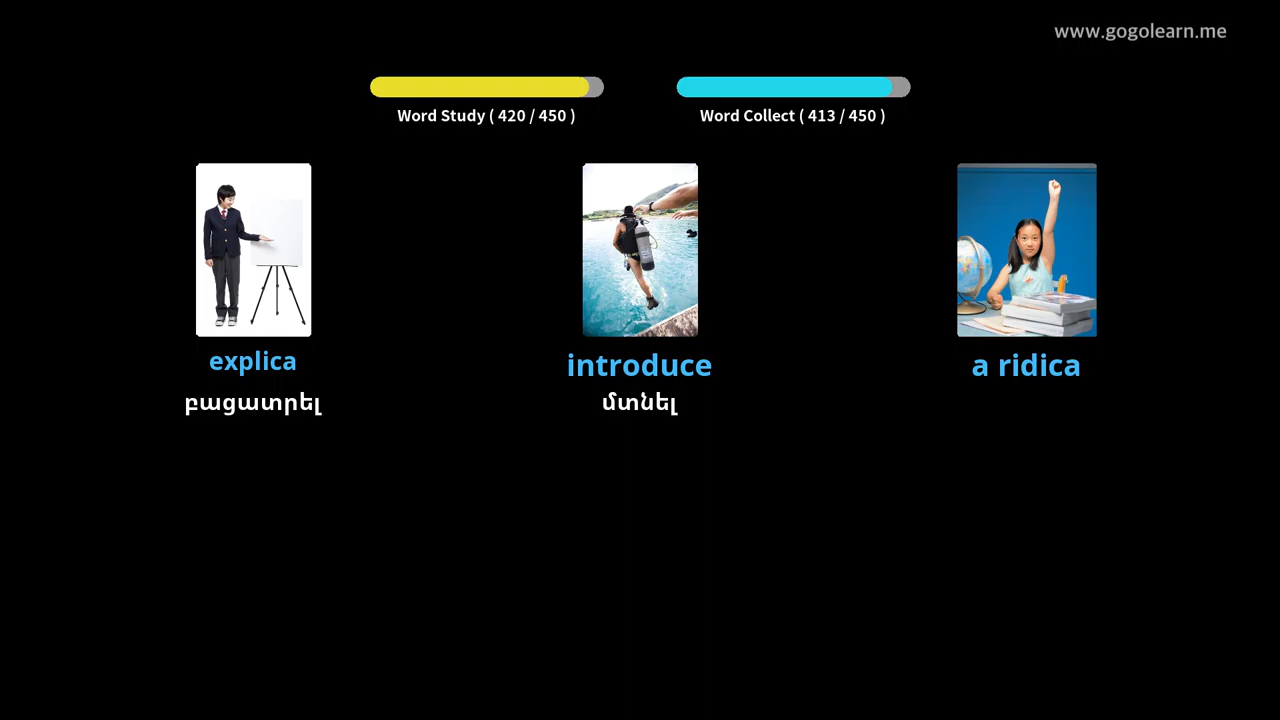 www.gogolearn.me
Word Study ( 420 / 450 )
Word Collect ( 413 / 450 )
explica
introduce
a ridica
բացատրել
մտնել